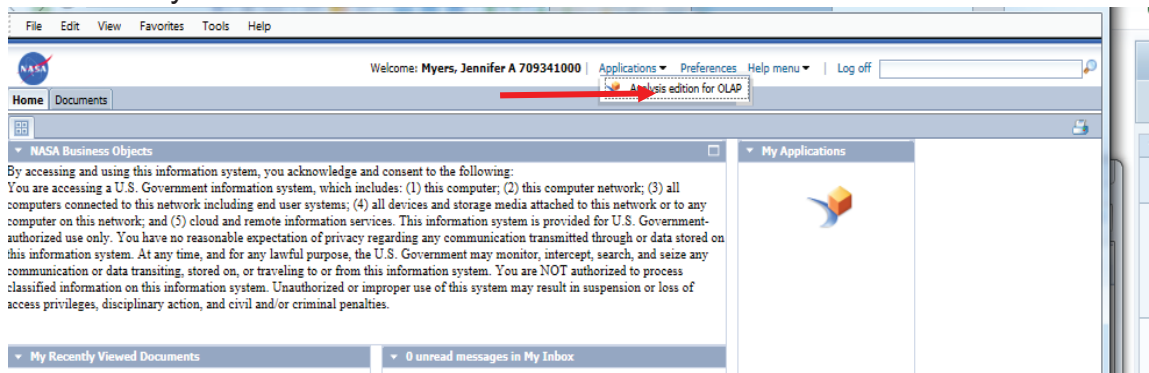 File Edit View Favorites Tools Help
NASA
Welcome: Myers, Jennifer A 709341000 | Applications Preferences Help menu | Log off
Analysis edition for OLAP
Home Documents
NASA Business Objects
My Applications
By accessing and using this information system, you acknowledge and consent to the following:
You are accessing a U.S. Government information system, which includes: (1) this computer; (2) this computer network; (3) all
computers connected to this network including end user systems; (4) all devices and storage media attached to this network or to any
computer on this network; and (5) cloud and remote information services. This information system is provided for U.S. Government-
authorized use only. You have no reasonable expectation of privacy regarding any communication transmitted through or data stored on
this information system. At any time, and for any lawful purpose, the U.S. Government may monitor, intercept, search, and seize any
communication or data transiting, stored on, or traveling to or from this information system. You are NOT authorized to process
classified information on this information system. Unauthorized or improper use of this system may result in suspension or loss of
access privileges, disciplinary action, and civil and/or criminal penalties.
My Recently Viewed Documents
0 unread messages in My Inbox